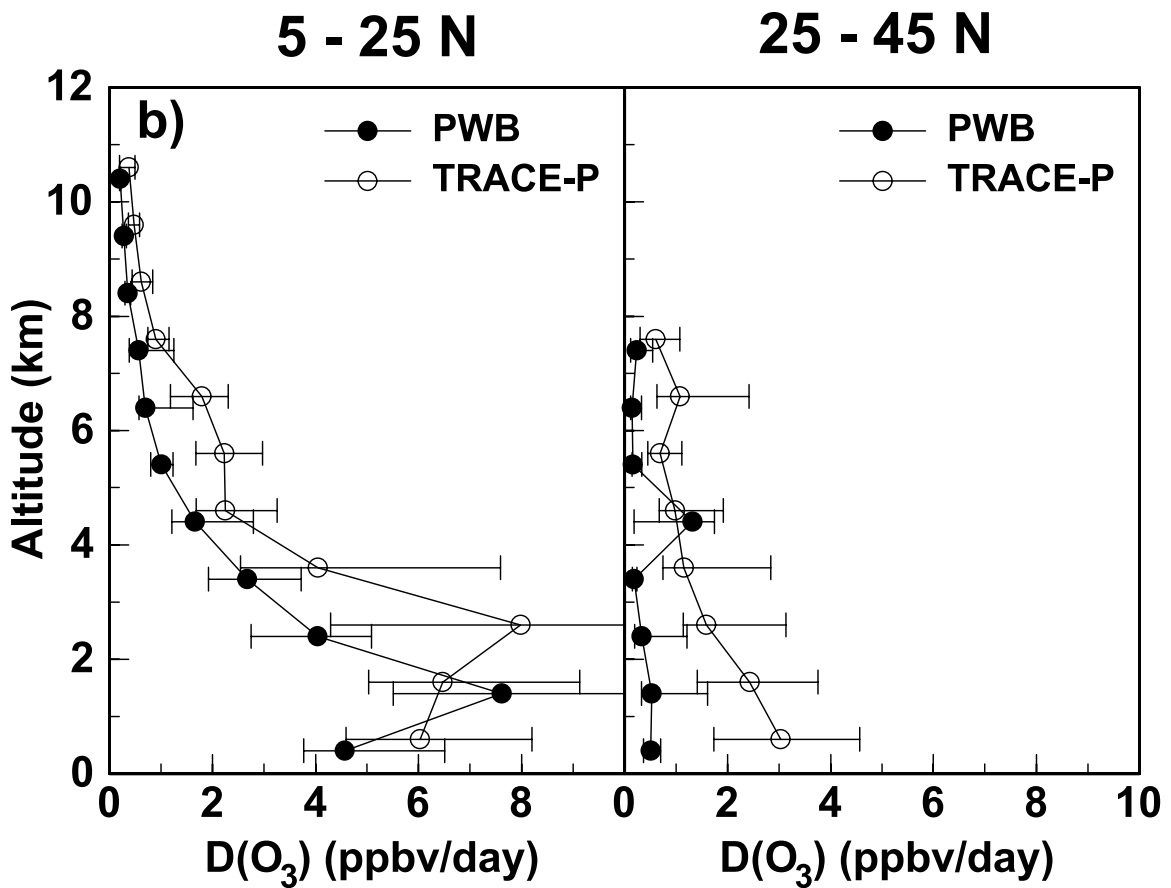 5 - 25 N
25 - 45 N
b)
PWB
TRACE-P
PWB
TRACE-P
Altitude (km)
12
10
8
6
4
2
0
0 2 4 6 8
0 2 4 6 8 10
D(O₃) (ppbv/day)
D(O₃) (ppbv/day)